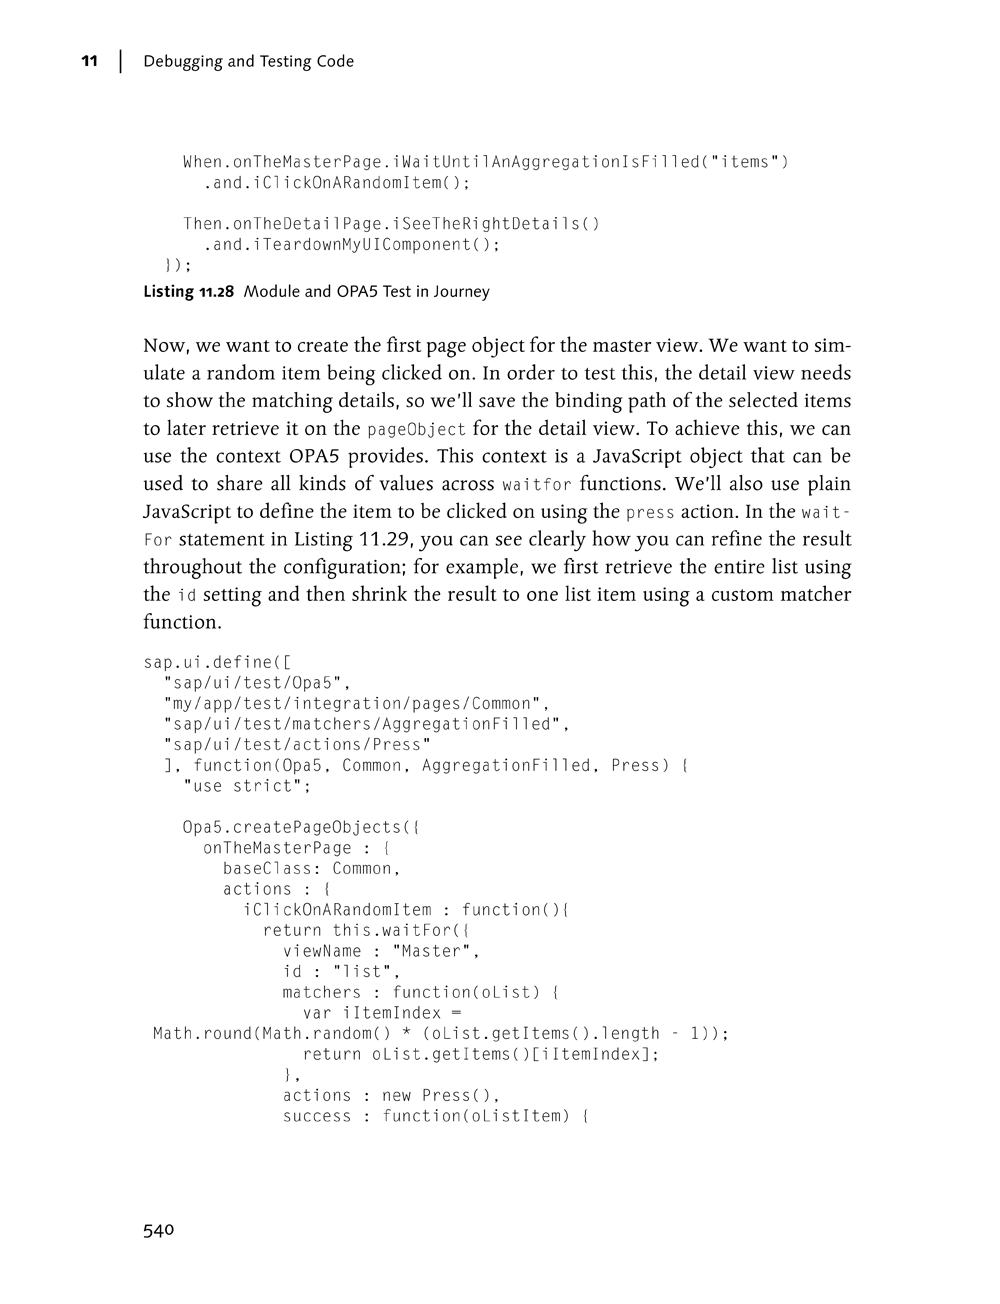 11 | Debugging and Testing Code
When.onTheMasterPage.iWaitUntilAnAggregationIsFilled("items")
.and.iClickOnARandomItem();
Then.onTheDetailPage.iSeeTheRightDetails()
.and.iTeardownMyUIComponent();
});
Listing 11.28 Module and OPA5 Test in Journey
Now, we want to create the first page object for the master view. We want to sim-
ulate a random item being clicked on. In order to test this, the detail view needs
to show the matching details, so we'll save the binding path of the selected items
to later retrieve it on the pageObject for the detail view. To achieve this, we can
use the context OPA5 provides. This context is a JavaScript object that can be
used to share all kinds of values across waitfor functions. We'll also use plain
JavaScript to define the item to be clicked on using the press action. In the wait-
For statement in Listing 11.29, you can see clearly how you can refine the result
throughout the configuration; for example, we first retrieve the entire list using
the id setting and then shrink the result to one list item using a custom matcher
function.
sap.ui.define([
"sap/ui/test/Opa5",
"my/app/test/integration/pages/Common",
"sap/ui/test/matchers/AggregationFilled",
"sap/ui/test/actions/Press"
], function(Opa5, Common, AggregationFilled, Press) {
"use strict";
Opa5.createPageObjects({
onTheMasterPage : {
baseClass: Common,
actions : {
iClickOnARandomItem : function(){
return this.waitFor({
viewName : "Master",
id : "list",
matchers : function(oList) {
var iItemIndex =
Math.round(Math.random() * (oList.getItems().length - 1));
return oList.getItems()[iItemIndex];
},
actions : new Press(),
success : function(oListItem) {
540